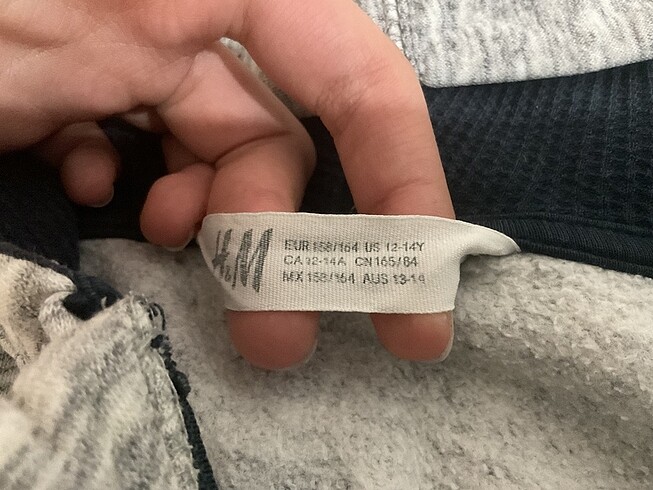 H&M
EUR 158/164 US 12-14Y
CA 12-14A CN 165/84
MX 158/164 AUS 13-14